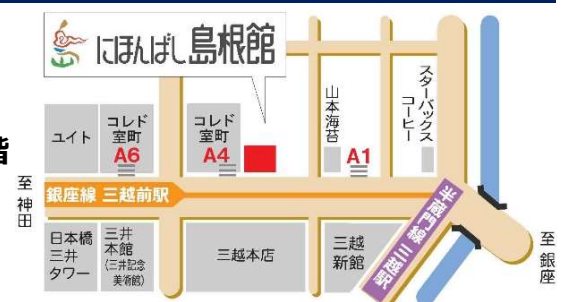 にほんばし島根館
階
至神田
ユイト
コレド
室町
A6
コレド
室町
A4
山本海苔
A1
スターバックス
コーヒー
銀座線 三越前駅
半蔵門線 三越駅
日本橋
三井
タワー
三井
本館
(三井記念
美術館)
三越本店
三越
新館
至銀座